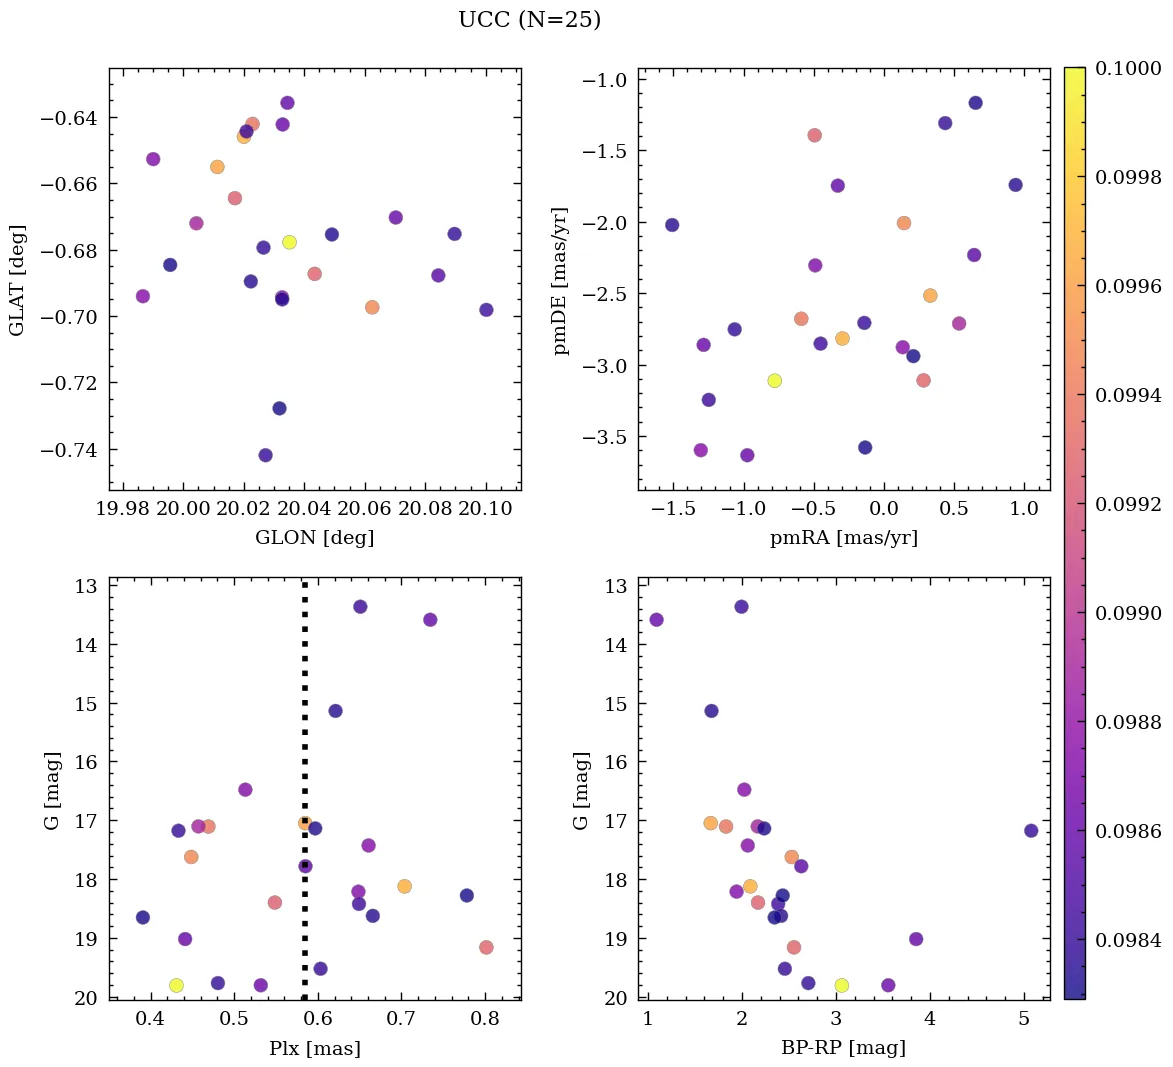 UCC (N=25)
−0.64
−0.66
−0.68
−0.70
−0.72
−0.74
GLAT [deg]
19.98 20.00 20.02 20.04 20.06 20.08 20.10
GLON [deg]
−1.0
−1.5
−2.0
−2.5
−3.0
−3.5
pmDE [mas/yr]
−1.5 −1.0 −0.5 0.0 0.5 1.0
pmRA [mas/yr]
13
14
15
16
17
18
19
20
G [mag]
0.4 0.5 0.6 0.7 0.8
Plx [mas]
13
14
15
16
17
18
19
20
G [mag]
1 2 3 4 5
BP-RP [mag]
0.1000
0.0998
0.0996
0.0994
0.0992
0.0990
0.0988
0.0986
0.0984